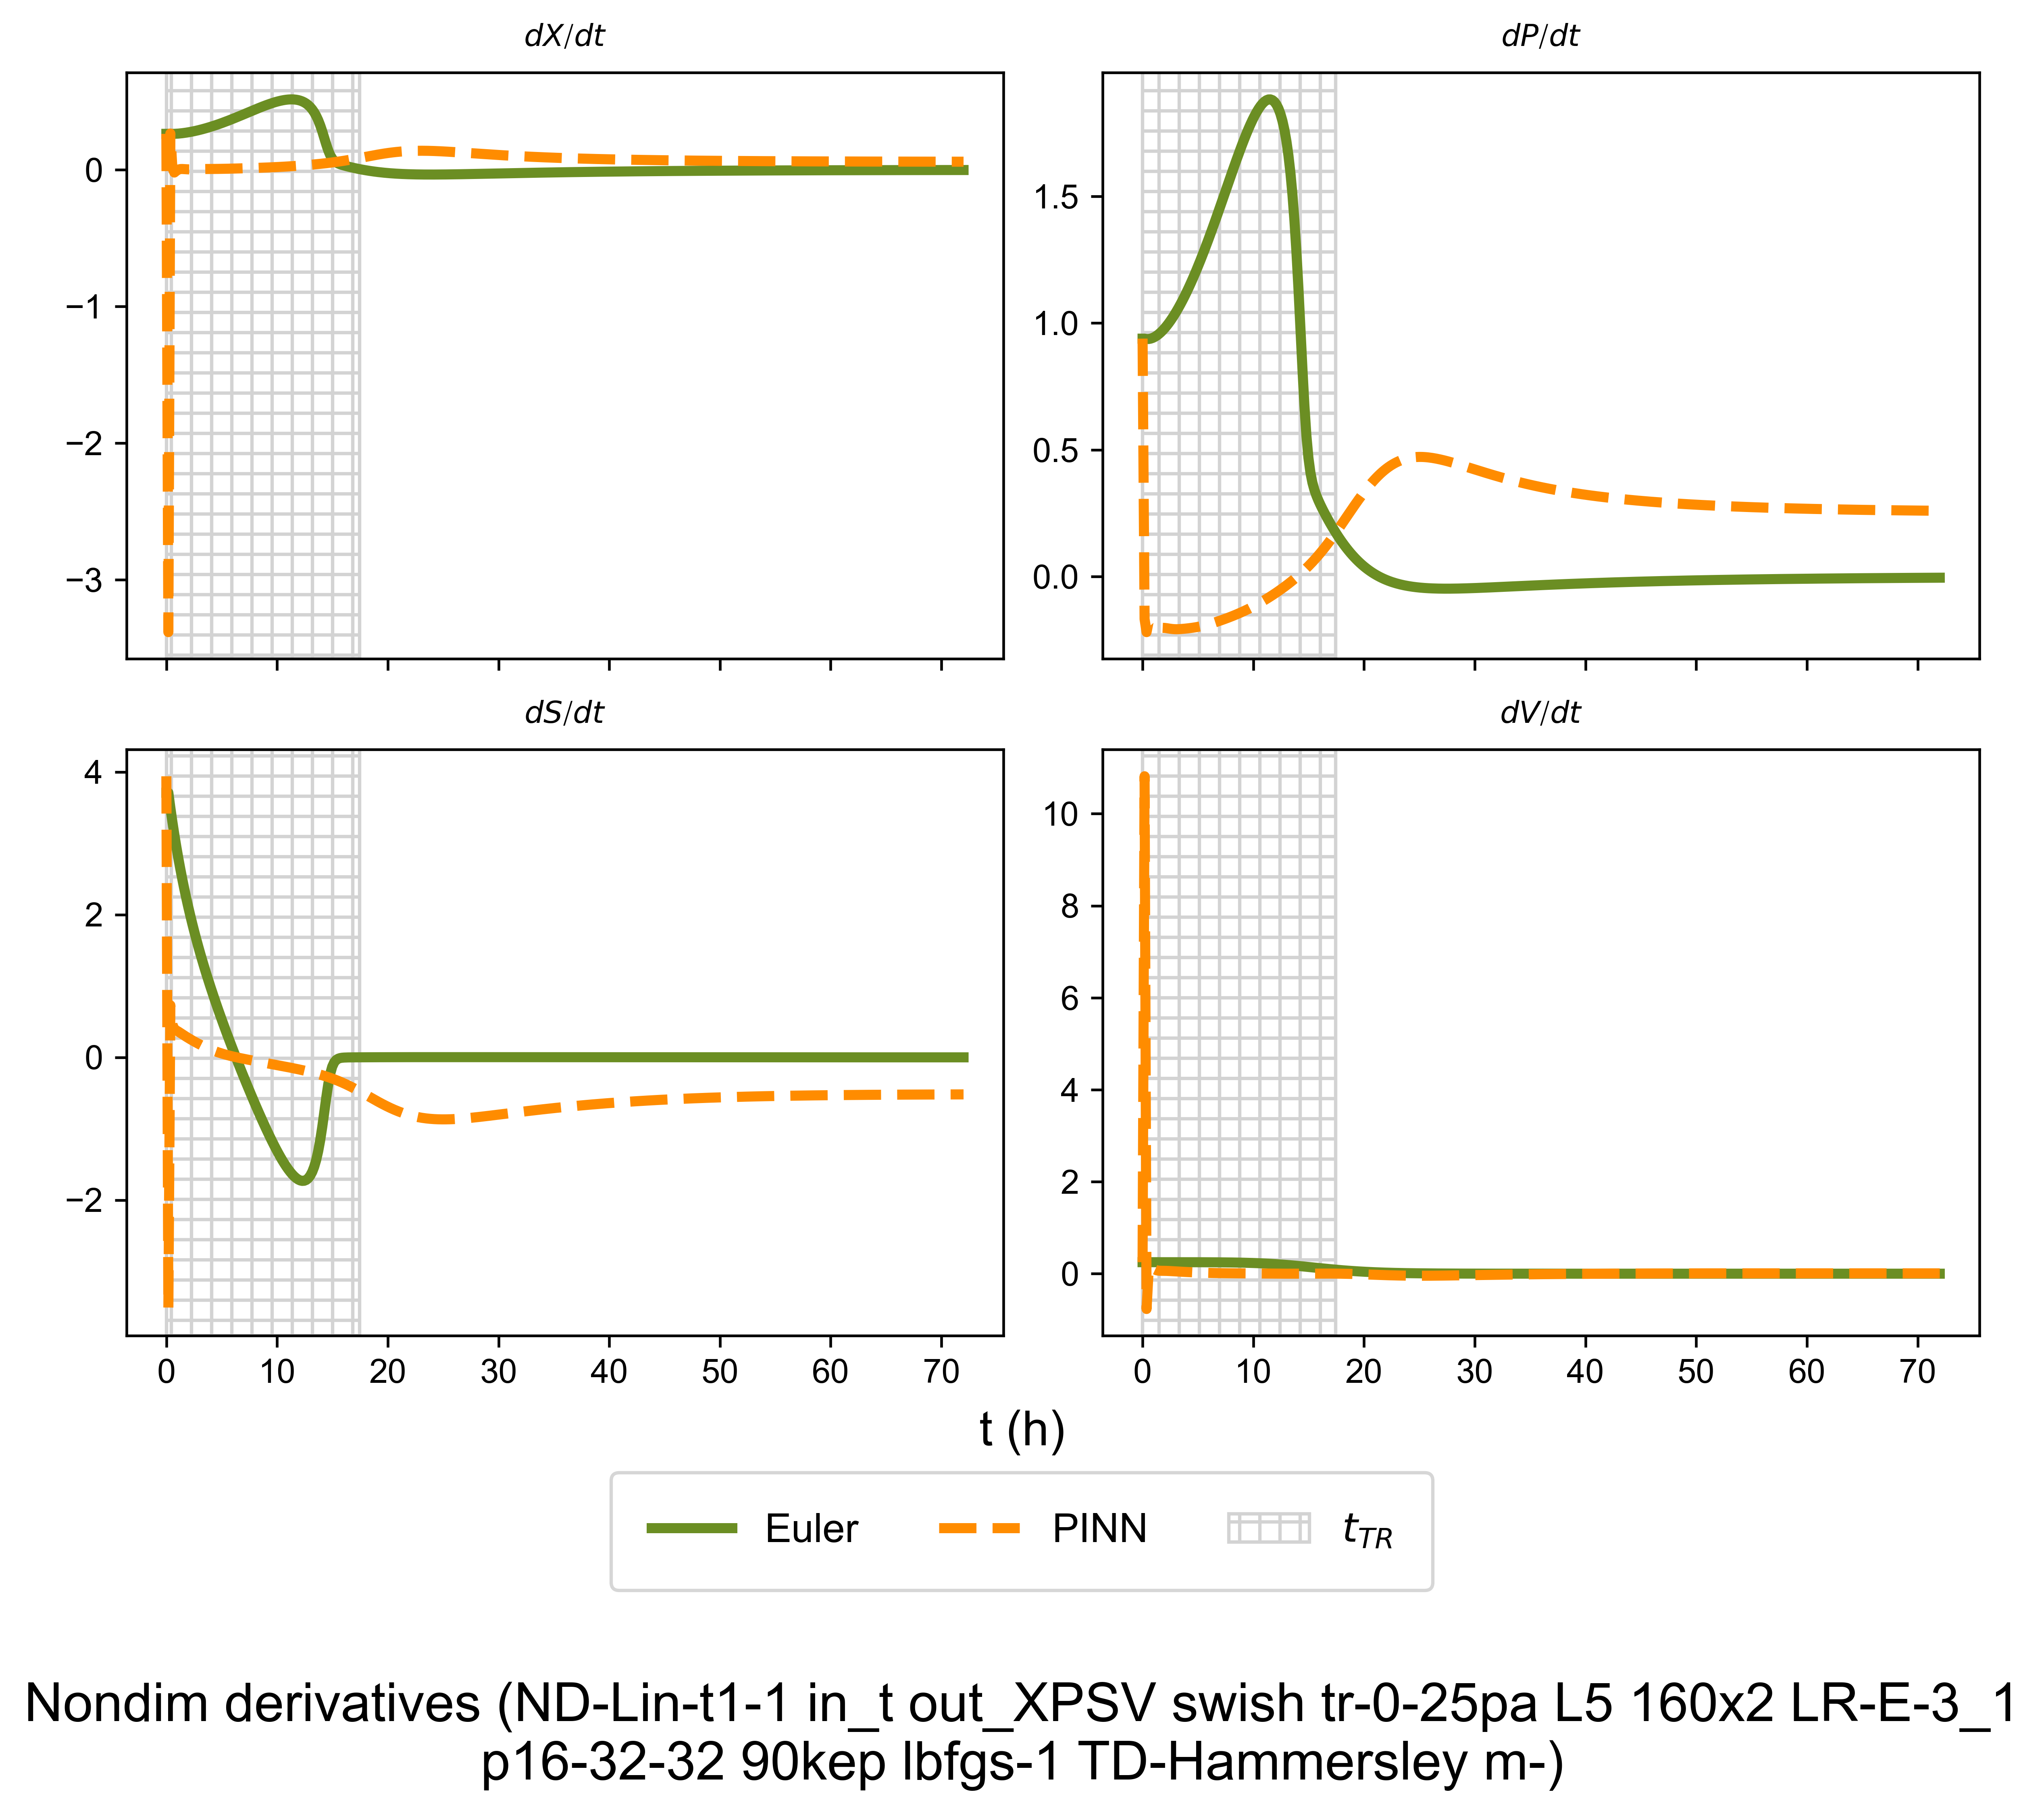 dX/dt
dP/dt
0
−1
−2
−3
1.5
1.0
0.5
0.0
dS/dt
dV/dt
4
2
0
−2
10
8
6
4
2
0
0 10 20 30 40 50 60 70
0 10 20 30 40 50 60 70
t (h)
Euler PINN t_TR
Nondim derivatives (ND-Lin-t1-1 in_t out_XPSV swish tr-0-25pa L5 160x2 LR-E-3_1
p16-32-32 90kep lbfgs-1 TD-Hammersley m-)